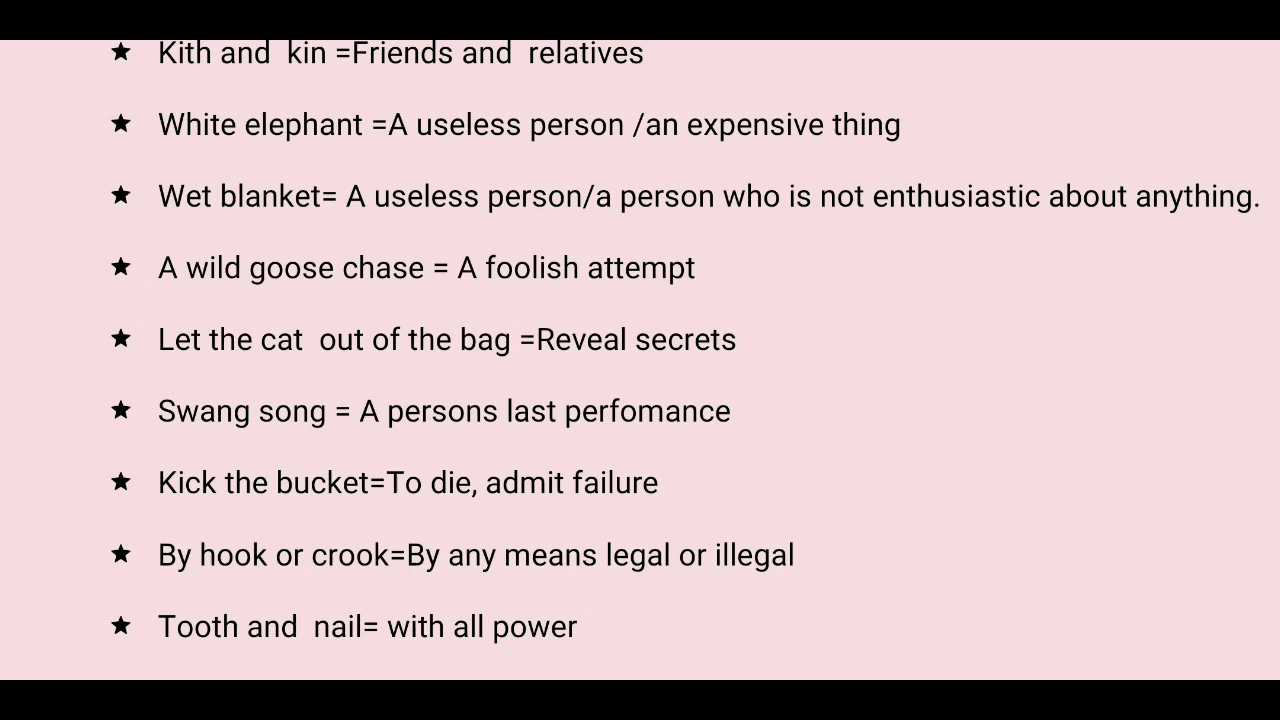 ★ Kith and kin =Friends and relatives
★ White elephant =A useless person /an expensive thing
★ Wet blanket= A useless person/a person who is not enthusiastic about anything.
★ A wild goose chase = A foolish attempt
★ Let the cat out of the bag =Reveal secrets
★ Swang song = A persons last perfomance
★ Kick the bucket=To die, admit failure
★ By hook or crook=By any means legal or illegal
★ Tooth and nail= with all power